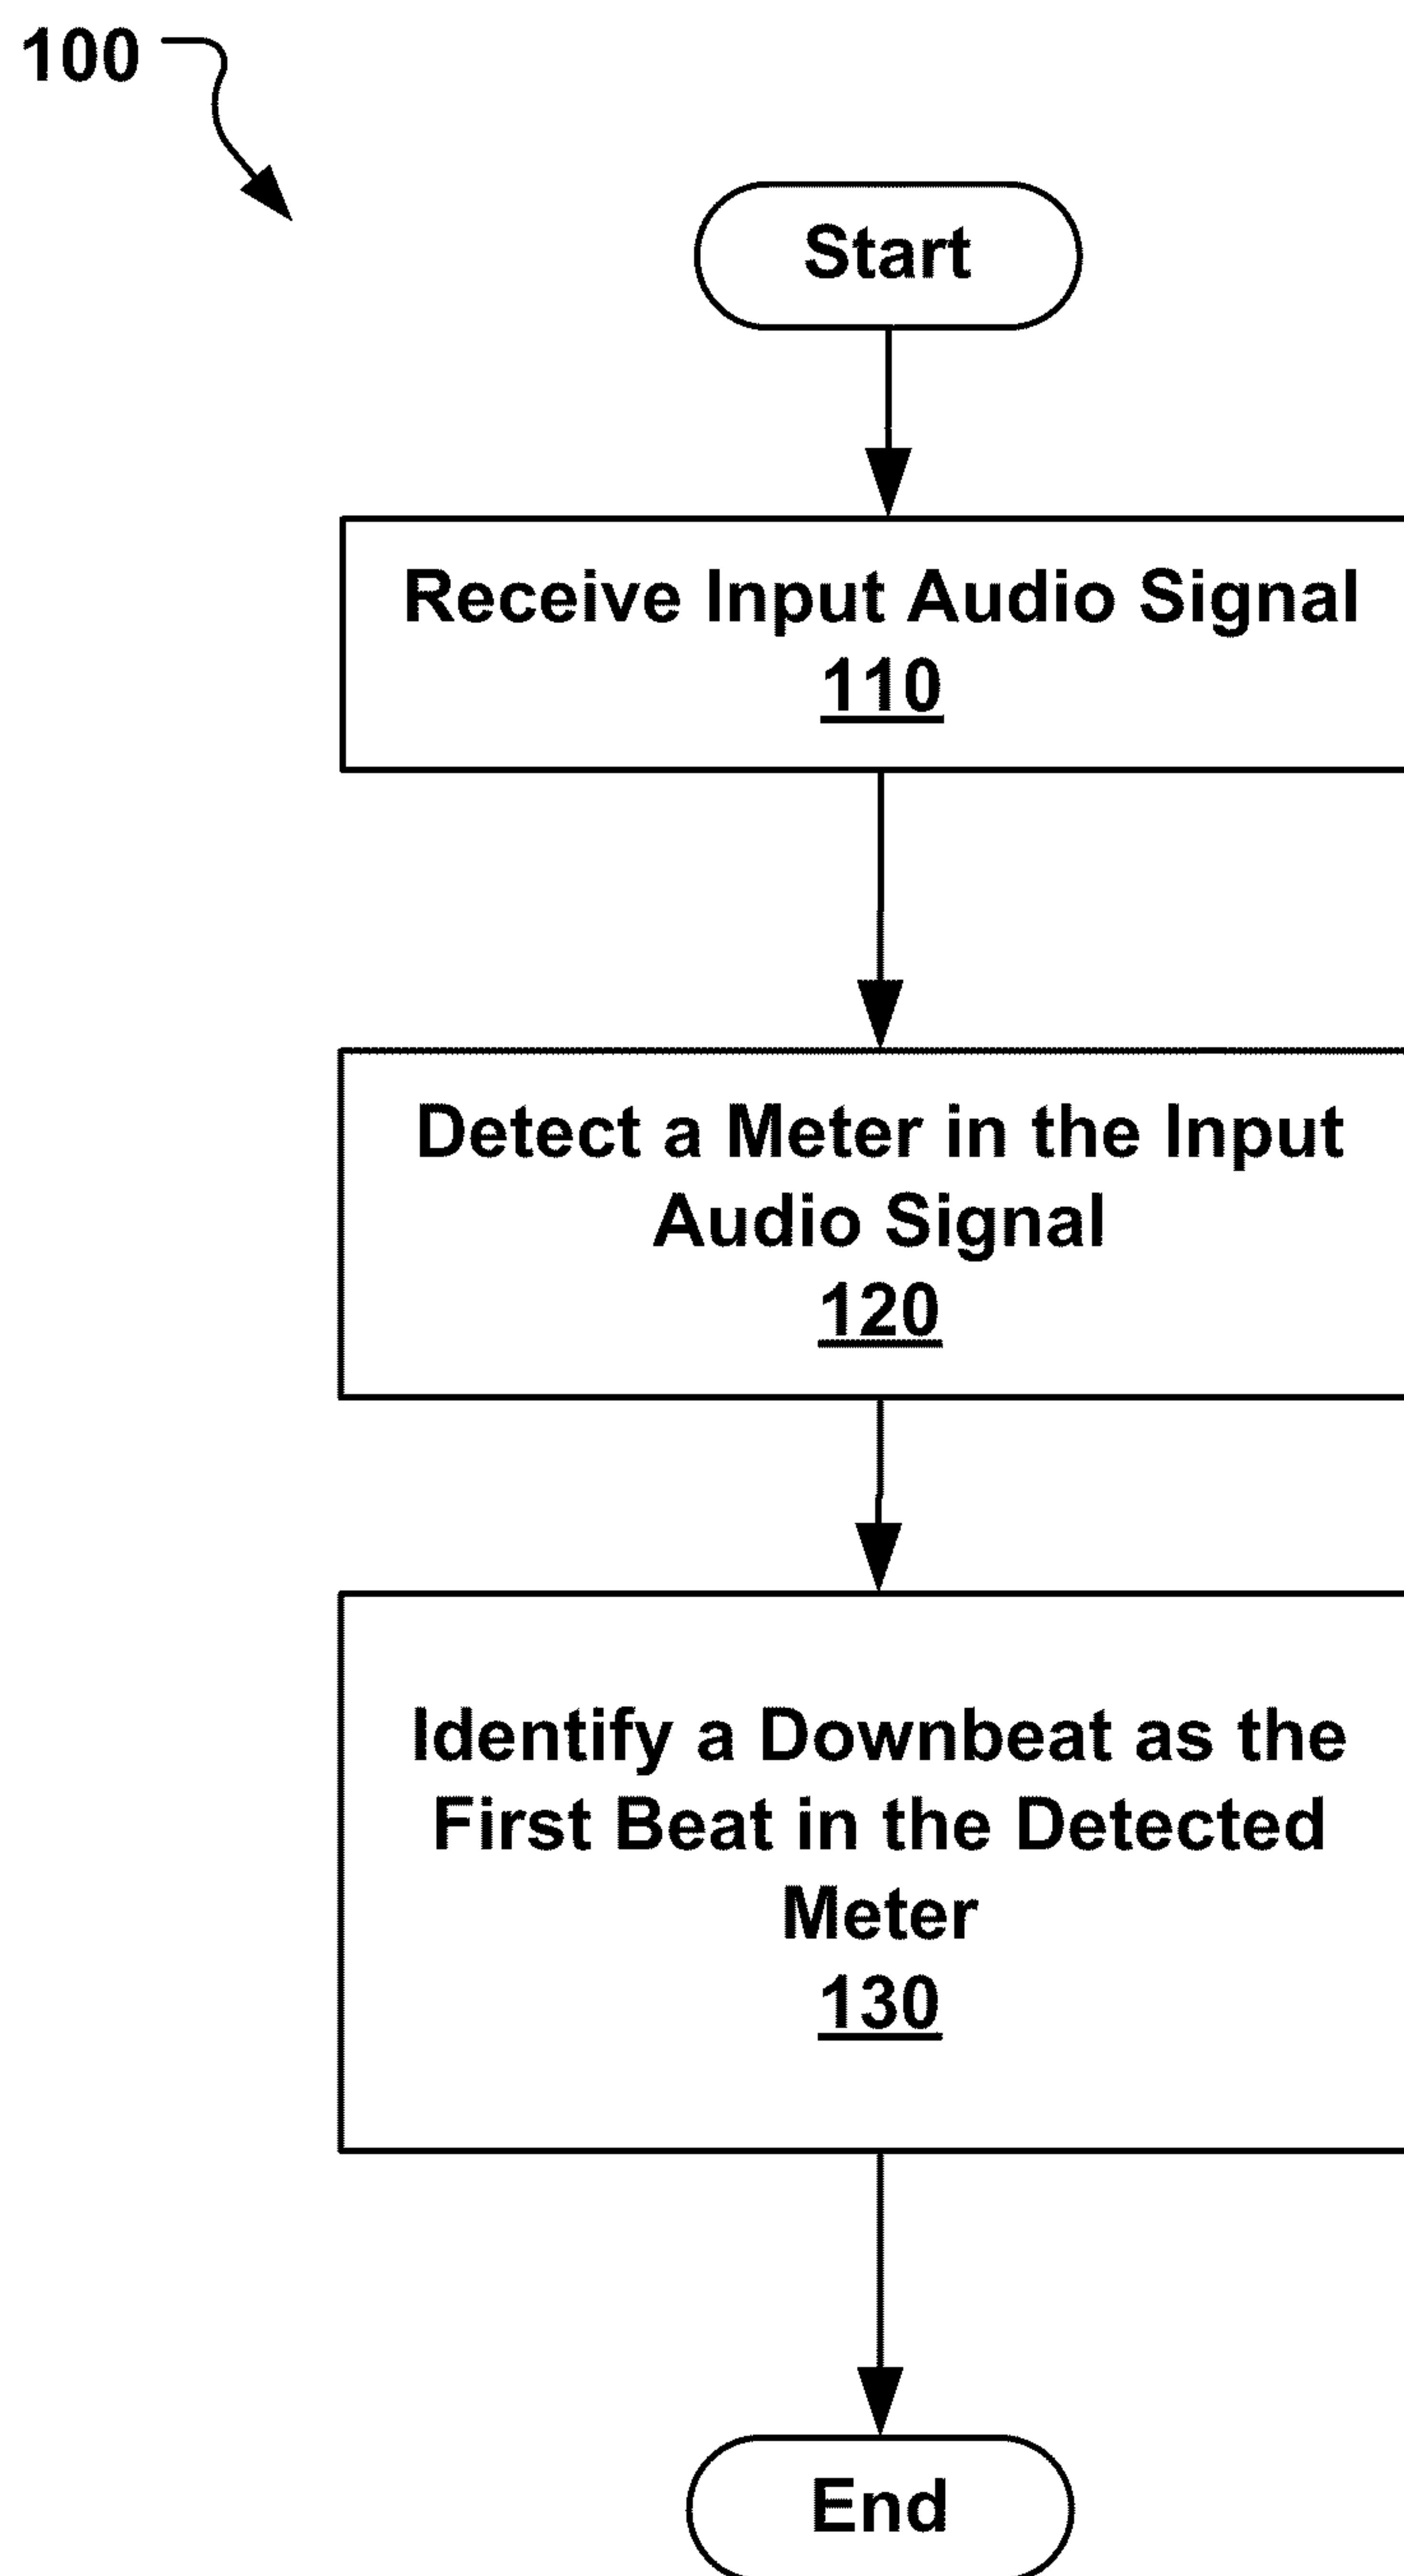 100
Start
Receive Input Audio Signal
110
Detect a Meter in the Input
Audio Signal
120
Identify a Downbeat as the
First Beat in the Detected
Meter
130
End